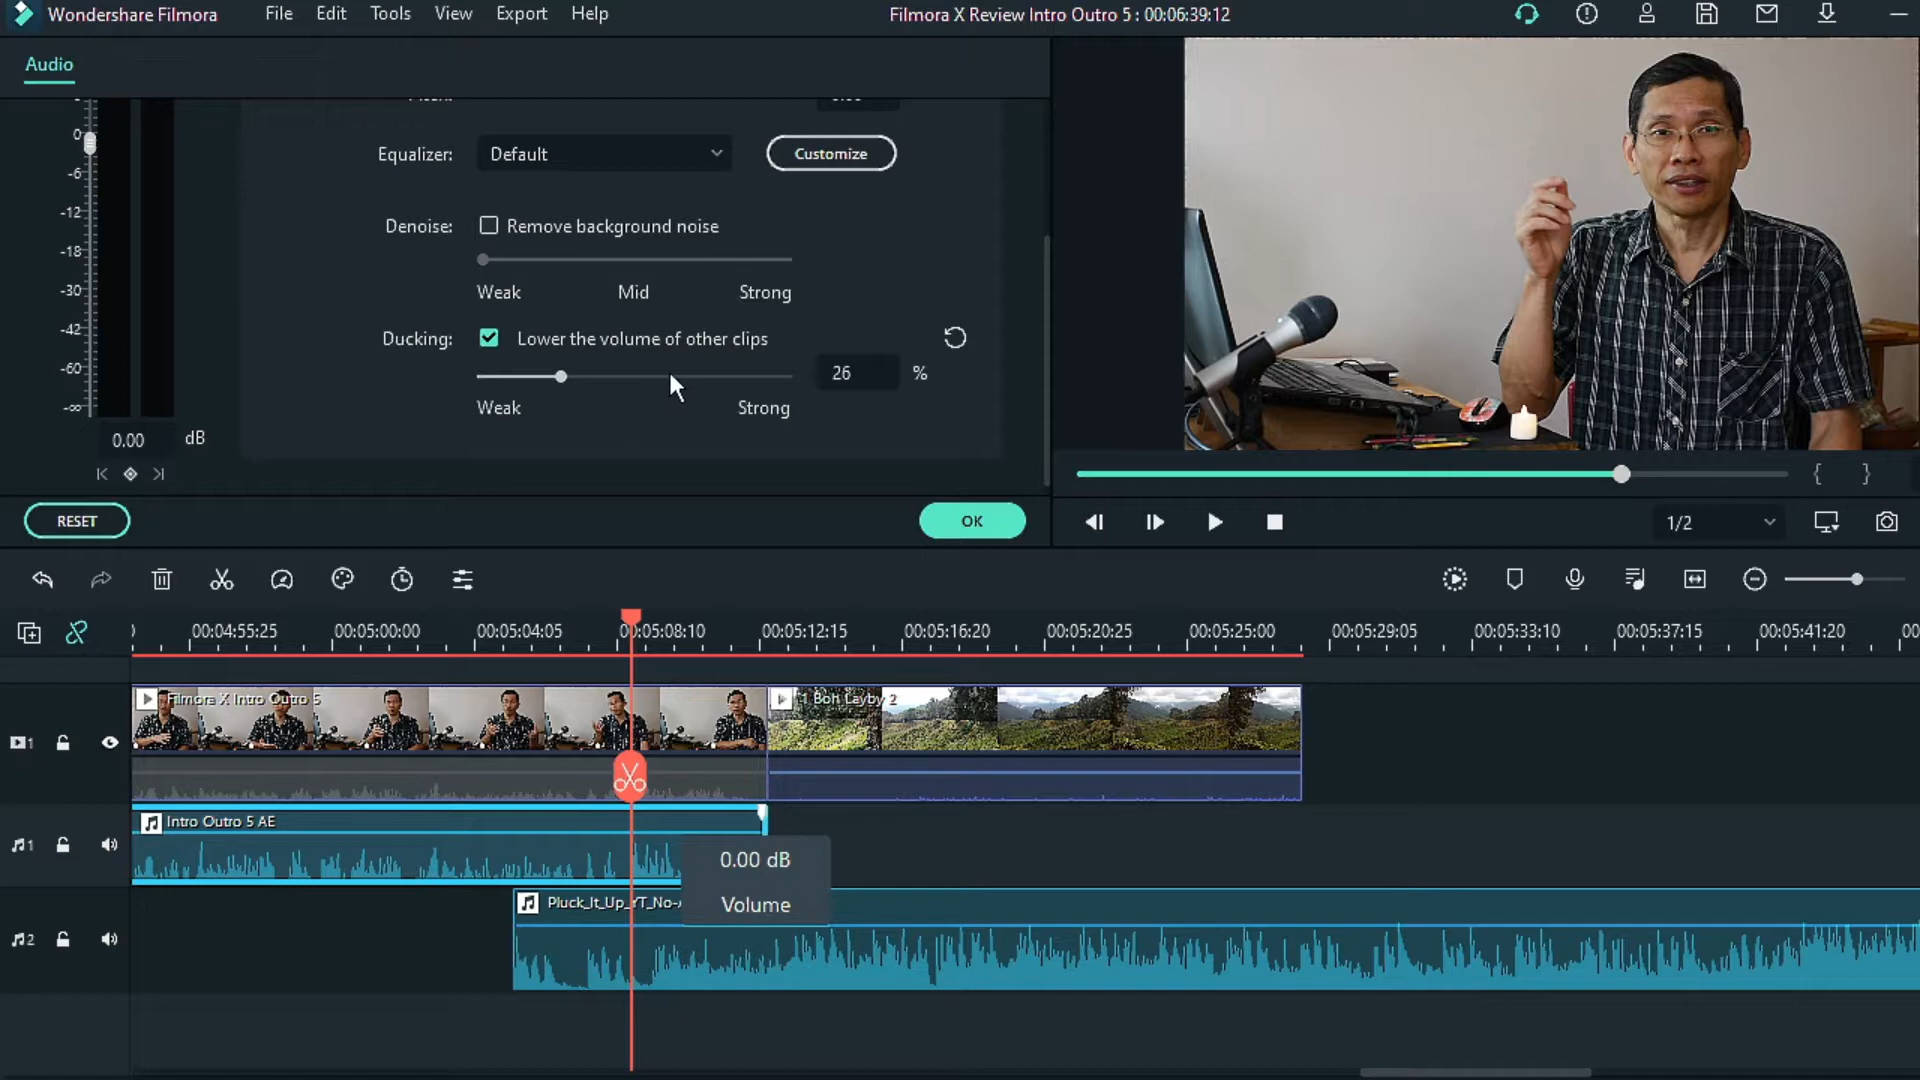 Wondershare Filmora
File
Edit
Tools
View
Export
Help
Filmora X Review Intro Outro 5 : 00:06:39:12
Audio
0
-6
-12
-18
-30
-42
-60
-∞
0.00 dB
Equalizer:
Default
Customize
Denoise:
Remove background noise
Weak
Mid
Strong
Ducking:
Lower the volume of other clips
26 %
Weak
Strong
RESET
OK
{ }
1/2
00:04:55:25
00:05:00:00
00:05:04:05
00:05:08:10
00:05:12:15
00:05:16:20
00:05:25:25
00:05:25:00
00:05:29:05
00:05:33:10
00:05:37:15
00:05:41:20
00
Filmora X Intro Outro 5
1 Boh Layby 2
1
Intro Outro 5 AE
1
0.00 dB
Volume
Pluck_It_Up_YT_No-
2